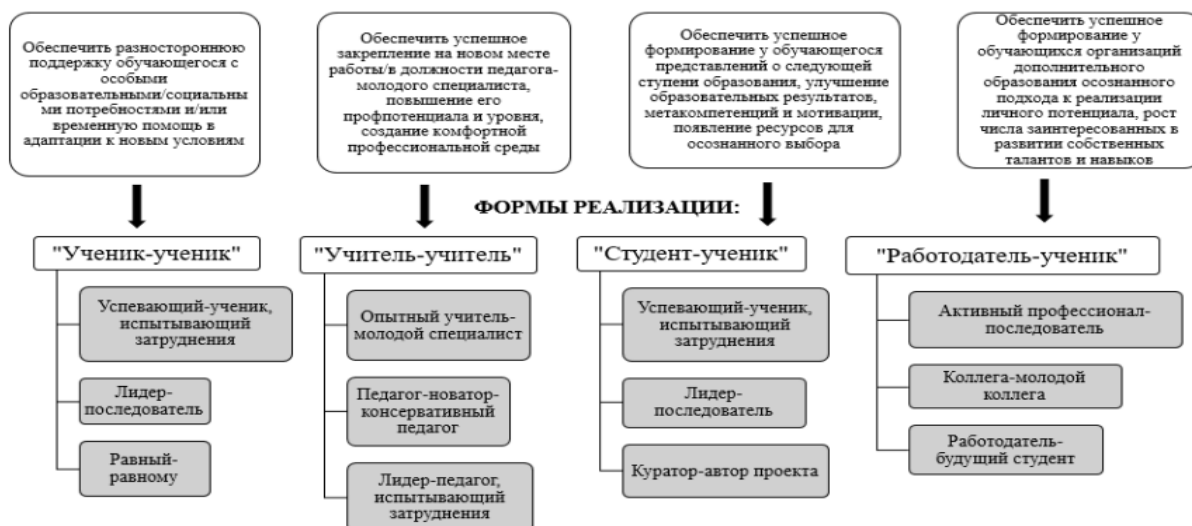 Обеспечить разностороннюю
поддержку обучающегося с
особыми
образовательными/социальны
ми потребностями и/или
временную помощь в
адаптации к новым условиям
Обеспечить успешное
закрепление на новом месте
работы/в должности педагога-
молодого специалиста,
повышение его
профпотенциала и уровня,
создание комфортной
профессиональной среды
Обеспечить успешное
формирование у обучающегося
представлений о следующей
ступени образования, улучшение
образовательных результатов,
метакомпетенций и мотивации,
появление ресурсов для
осознанного выбора
Обеспечить успешное
формирование у
обучающихся организаций
дополнительного
образования осознанного
подхода к реализации
личного потенциала, рост
числа заинтересованных в
развитии собственных
талантов и навыков
ФОРМЫ РЕАЛИЗАЦИИ:
"Ученик-ученик"
Успевающий-ученик,
испытывающий
затруднения
Лидер-
последователь
Равный-
равному
"Учитель-учитель"
Опытный учитель-
молодой специалист
Педагог-новатор-
консервативный
педагог
Лидер-педагог,
испытывающий
затруднения
"Студент-ученик"
Успевающий-ученик,
испытывающий
затруднения
Лидер-
последователь
Куратор-автор проекта
"Работодатель-ученик"
Активный профессионал-
последователь
Коллега-молодой
коллега
Работодатель-
будущий студент